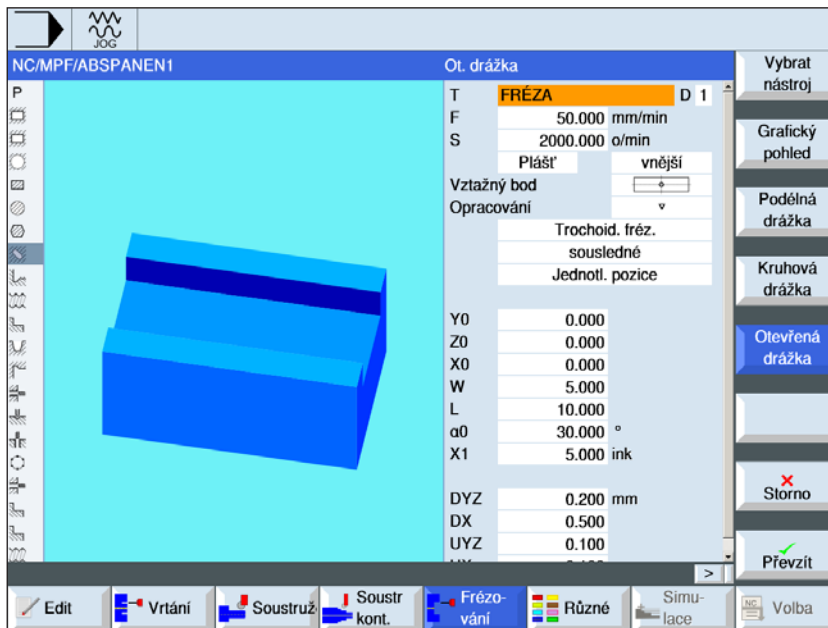 JOG
NC/MPF/ABSPANEN1
Ot. drážka
P
T FRÉZA D 1
F 50.000 mm/min
S 2000.000 o/min
Plášť vnější
Vztažný bod
Opracování
Trochoid. fréz.
sousledné
Jednotl. pozice
Y0 0.000
Z0 0.000
X0 0.000
W 5.000
L 10.000
α0 30.000 °
X1 5.000 ink
DYZ 0.200 mm
DX 0.500
UYZ 0.100
>
Vybrat
nástroj
Grafický
pohled
Podélná
drážka
Kruhová
drážka
Otevřená
drážka
Storno
Převzít
Edit
Vrtání
Soustruž
Soustr
kont.
Frézo-
vání
Různé
Simu-
lace
NC
Volba